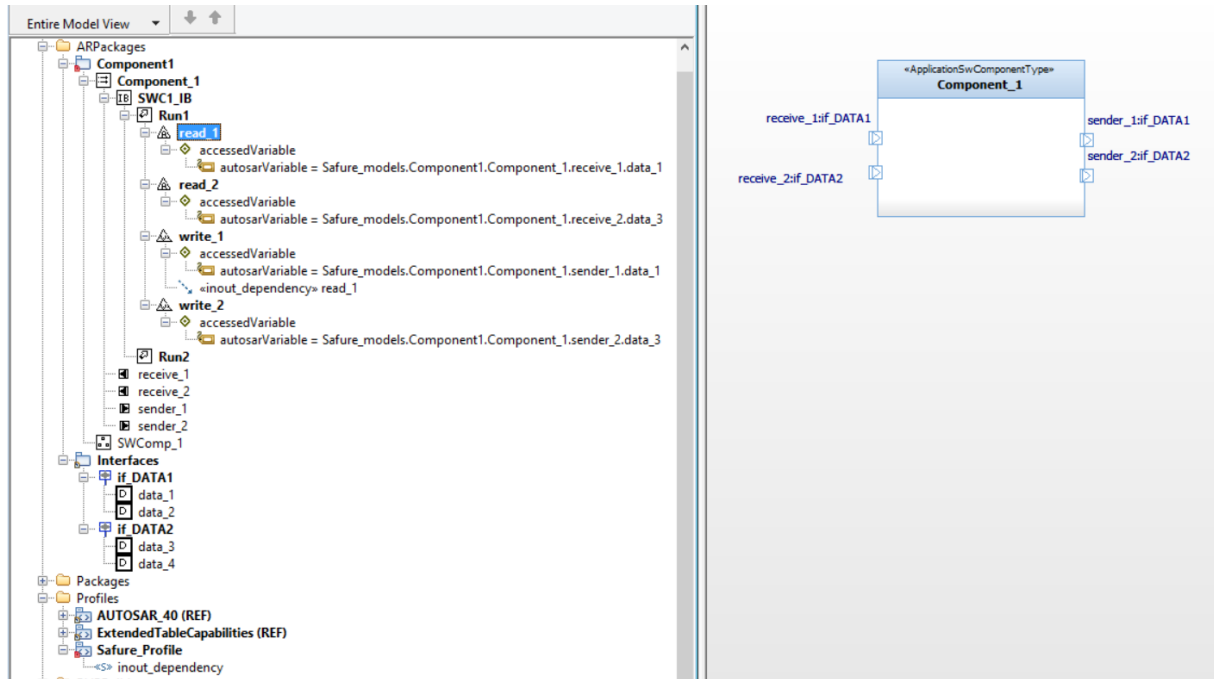 Entire Model View
ARPackages
Component1
Component_1
IB SWC1_IB
Run1
read_1
accessedVariable
autosarVariable = Safure_models.Component1.Component_1.receive_1.data_1
read_2
accessedVariable
autosarVariable = Safure_models.Component1.Component_1.receive_2.data_3
write_1
accessedVariable
autosarVariable = Safure_models.Component1.Component_1.sender_1.data_1
«inout_dependency» read_1
write_2
accessedVariable
autosarVariable = Safure_models.Component1.Component_1.sender_2.data_3
Run2
receive_1
receive_2
sender_1
sender_2
SWComp_1
Interfaces
if_DATA1
D data_1
D data_2
if_DATA2
D data_3
D data_4
Packages
Profiles
AUTOSAR_40 (REF)
ExtendedTableCapabilities (REF)
Safure_Profile
«S» inout_dependency
«ApplicationSwComponentType»
Component_1
receive_1:if_DATA1
sender_1:if_DATA1
sender_2:if_DATA2
receive_2:if_DATA2